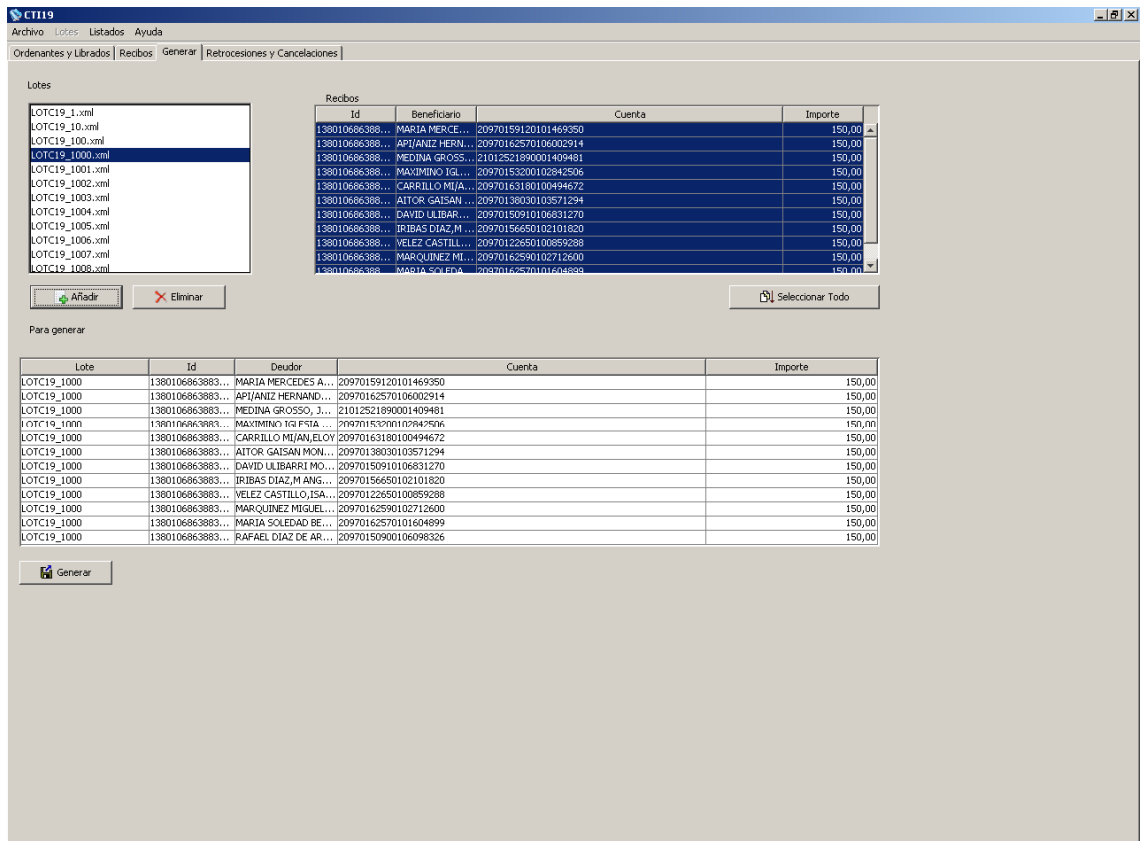 CTI19
Archivo Lotes Listados Ayuda
Ordenantes y Librados Recibos Generar Retrocesiones y Cancelaciones
Lotes
LOTC19_1.xml
LOTC19_10.xml
LOTC19_100.xml
LOTC19_1000.xml
LOTC19_1001.xml
LOTC19_1002.xml
LOTC19_1003.xml
LOTC19_1004.xml
LOTC19_1005.xml
LOTC19_1006.xml
LOTC19_1007.xml
LOTC19_1008.xml
Recibos
Id Beneficiario Cuenta Importe
138010686388... MARIA MERCE... 20970159120101469350 150,00
138010686388... API/ANIZ HERN... 20970162570106002914 150,00
138010686388... MEDINA GROSS... 21012521890001409481 150,00
138010686388... MAXIMINO IGL... 20970153200102842506 150,00
138010686388... CARRILLO MI/A... 20970163180100494672 150,00
138010686388... AITOR GAISAN ... 20970138030103571294 150,00
138010686388... DAVID ULIBAR... 20970150910106831270 150,00
138010686388... IRIBAS DIAZ,M ... 20970156650102101820 150,00
138010686388... VELEZ CASTILL... 20970122650100859288 150,00
138010686388... MARQUINEZ MI... 20970162590102712600 150,00
138010686388... MARIA SOLEDA... 20970162570101604899 150,00
Añadir Eliminar Seleccionar Todo
Para generar
Lote Id Deudor Cuenta Importe
LOTC19_1000 1380106863883... MARIA MERCEDES A... 20970159120101469350 150,00
LOTC19_1000 1380106863883... API/ANIZ HERNAND... 20970162570106002914 150,00
LOTC19_1000 1380106863883... MEDINA GROSSO, J... 21012521890001409481 150,00
LOTC19_1000 1380106863883... MAXIMINO IGLESIA ... 20970153200102842506 150,00
LOTC19_1000 1380106863883... CARRILLO MI/AN,ELOY 20970163180100494672 150,00
LOTC19_1000 1380106863883... AITOR GAISAN MON... 20970138030103571294 150,00
LOTC19_1000 1380106863883... DAVID ULIBARRI MO... 20970150910106831270 150,00
LOTC19_1000 1380106863883... IRIBAS DIAZ,M ANG... 20970156650102101820 150,00
LOTC19_1000 1380106863883... VELEZ CASTILLO,ISA... 20970122650100859288 150,00
LOTC19_1000 1380106863883... MARQUINEZ MIGUEL... 20970162590102712600 150,00
LOTC19_1000 1380106863883... MARIA SOLEDAD BE... 20970162570101604899 150,00
LOTC19_1000 1380106863883... RAFAEL DIAZ DE AR... 20970150900106098326 150,00
Generar